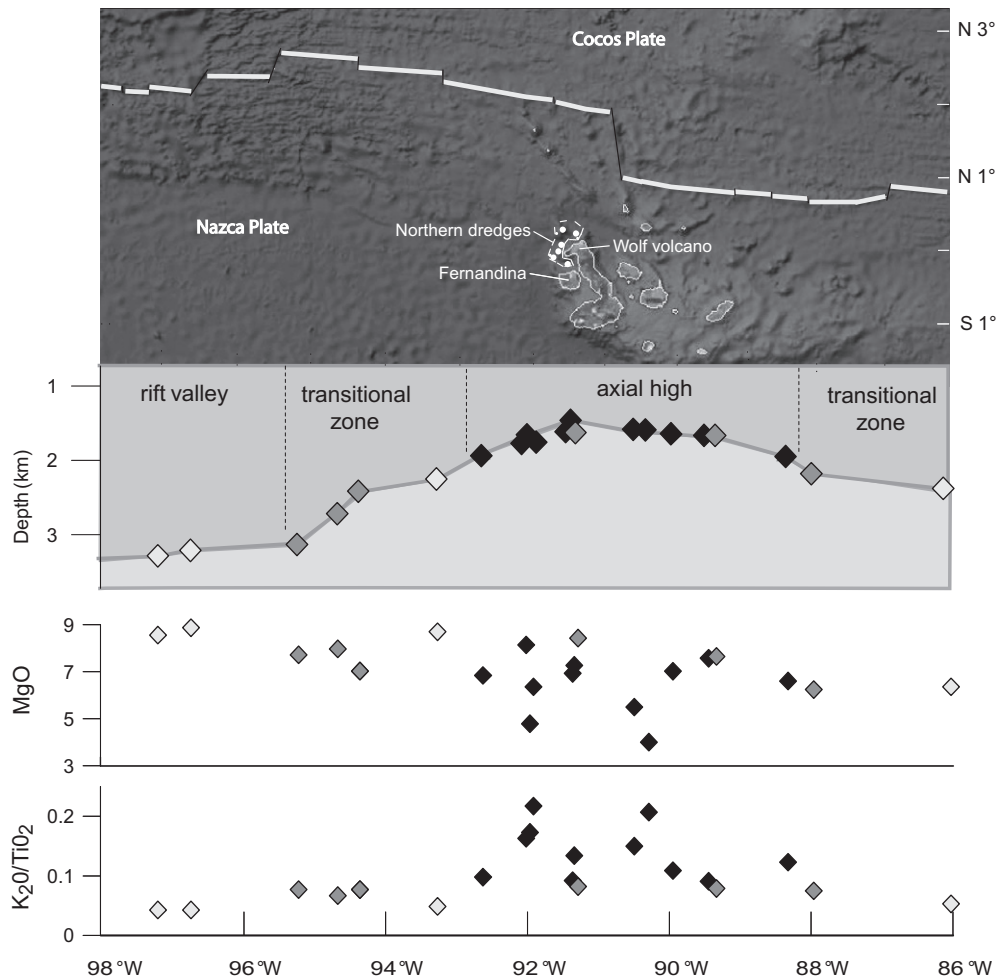 Cocos Plate
N 3°
N 1°
Nazca Plate
Northern dredges
Wolf volcano
Fernandina
S 1°
1
rift valley
transitional
zone
axial high
transitional
zone
2
3
Depth (km)
9
7
5
3
MgO
0.2
0.1
0
K20/Ti02
98 °W
96 °W
94 °W
92 °W
90 °W
88 °W
86 °W